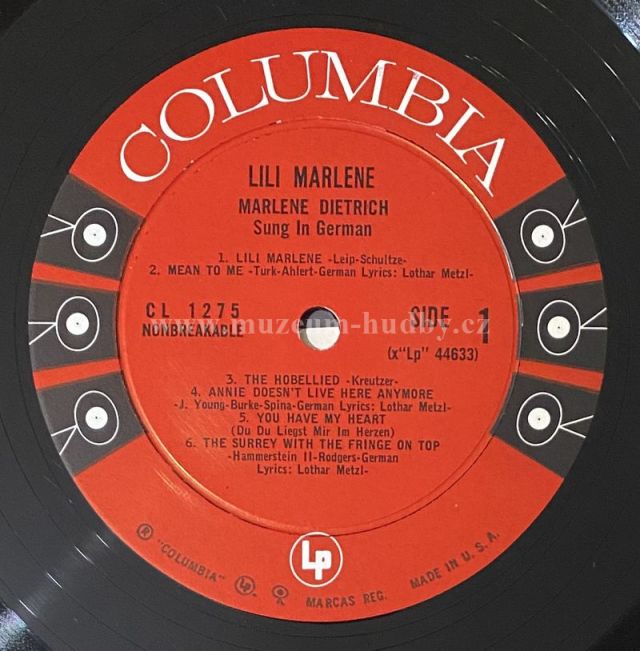 COLUMBIA
LILI MARLENE
MARLENE DIETRICH
Sung In German
1. LILI MARLENE -Leip-Schultze-
2. MEAN TO ME -Turk-Ahlert-German Lyrics: Lothar Metzl-
CL 1275
NONBREAKABLE
SIDE 1
(x"Lp" 44633)
www.muzeum-hudby.cz
3. THE HOBELLIED -Kreutzer-
4. ANNIE DOESN'T LIVE HERE ANYMORE
-J. Young-Burke-Spina-German Lyrics: Lothar Metzl-
5. YOU HAVE MY HEART
(Du Du Liegst Mir Im Herzen)
6. THE SURREY WITH THE FRINGE ON TOP
-Hammerstein II-Rodgers-German
Lyrics: Lothar Metzl-
Lp
® "COLUMBIA" Lp MARCAS REG. MADE IN U.S.A.